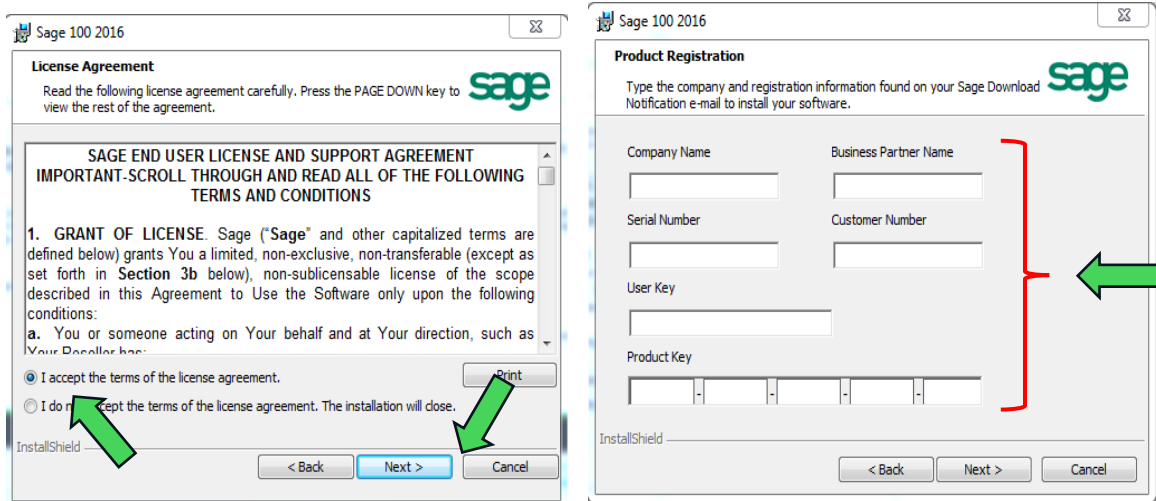 Sage 100 2016
License Agreement
Read the following license agreement carefully. Press the PAGE DOWN key to
view the rest of the agreement.
sage
SAGE END USER LICENSE AND SUPPORT AGREEMENT
IMPORTANT-SCROLL THROUGH AND READ ALL OF THE FOLLOWING
TERMS AND CONDITIONS
1. GRANT OF LICENSE. Sage ("Sage" and other capitalized terms are
defined below) grants You a limited, non-exclusive, non-transferable (except as
set forth in Section 3b below), non-sublicensable license of the scope
described in this Agreement to Use the Software only upon the following
conditions:
a. You or someone acting on Your behalf and at Your direction, such as
Your Reseller has:
I accept the terms of the license agreement.
Print
I do not accept the terms of the license agreement. The installation will close.
InstallShield
< Back
Next >
Cancel
Sage 100 2016
Product Registration
Type the company and registration information found on your Sage Download
Notification e-mail to install your software.
sage
Company Name
Business Partner Name
Serial Number
Customer Number
User Key
Product Key
- - - -
InstallShield
< Back
Next >
Cancel